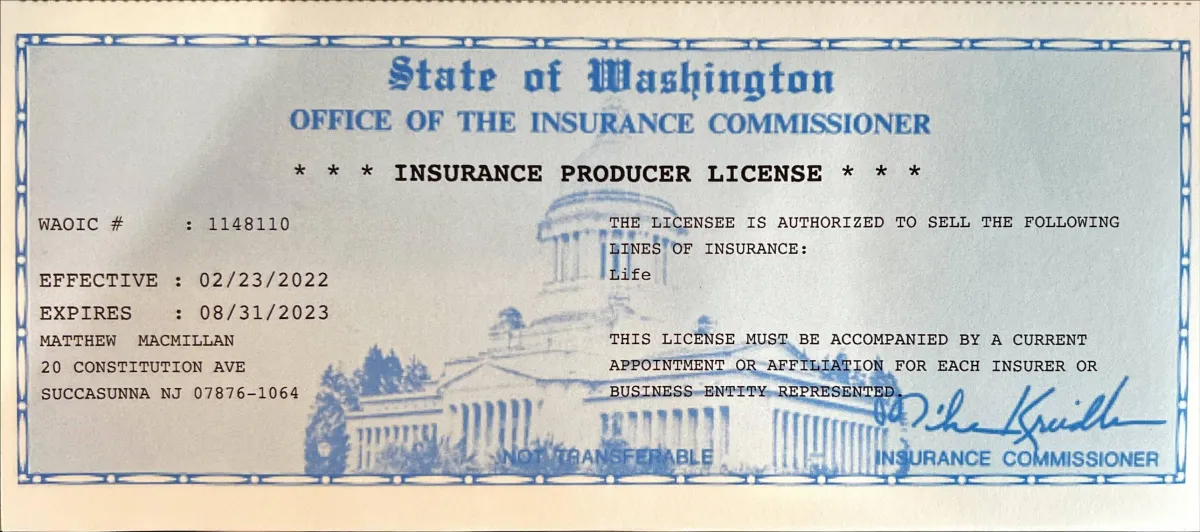 State of Washington
OFFICE OF THE INSURANCE COMMISSIONER
* * * INSURANCE PRODUCER LICENSE * * *
WAOIC # : 1148110
EFFECTIVE : 02/23/2022
EXPIRES : 08/31/2023
MATTHEW MACMILLAN
20 CONSTITUTION AVE
SUCCASUNNA NJ 07876-1064
THE LICENSEE IS AUTHORIZED TO SELL THE FOLLOWING
LINES OF INSURANCE:
Life
THIS LICENSE MUST BE ACCOMPANIED BY A CURRENT
APPOINTMENT OR AFFILIATION FOR EACH INSURER OR
BUSINESS ENTITY REPRESENTED.
Mike Kreidler
NOT TRANSFERABLE
INSURANCE COMMISSIONER